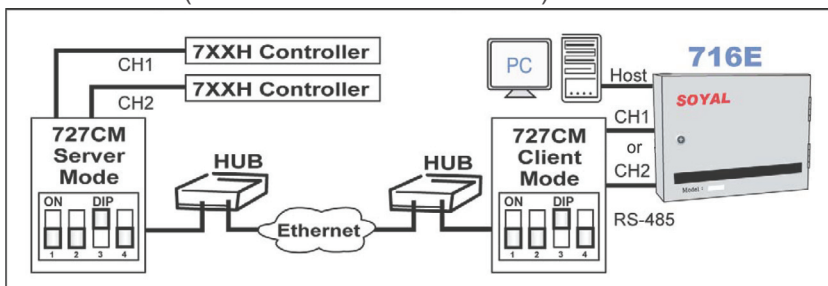 7XXH Controller
CH1
7XXH Controller
CH2
727CM
Server
Mode
ON DIP
1 2 3 4
HUB
Ethernet
HUB
727CM
Client
Mode
ON DIP
1 2 3 4
PC
Host
716E
SOYAL
CH1
or
CH2
Model :
RS-485